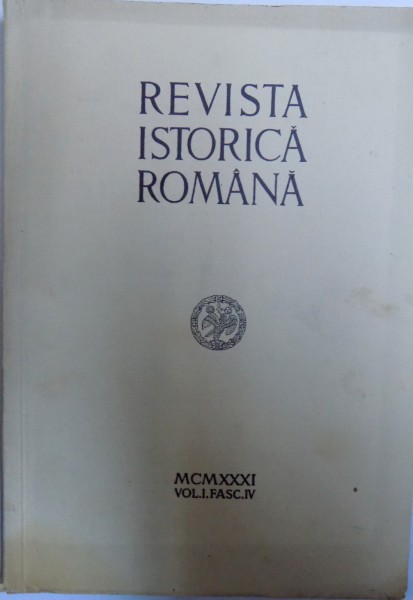 REVISTA
ISTORICĂ
ROMÂNĂ
MCMXXXI
VOL.I.FASC.IV